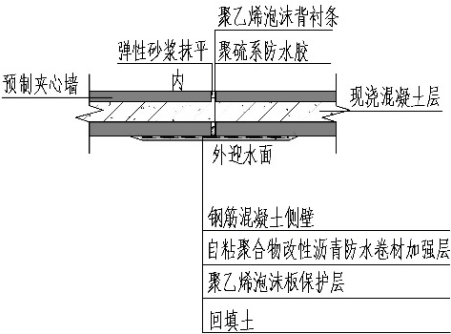 聚乙烯泡沫背衬条
弹性砂浆抹平
聚硫系防水胶
预制夹心墙
内
现浇混凝土层
外迎水面
钢筋混凝土侧壁
自粘聚合物改性沥青防水卷材加强层
聚乙烯泡沫板保护层
回填土